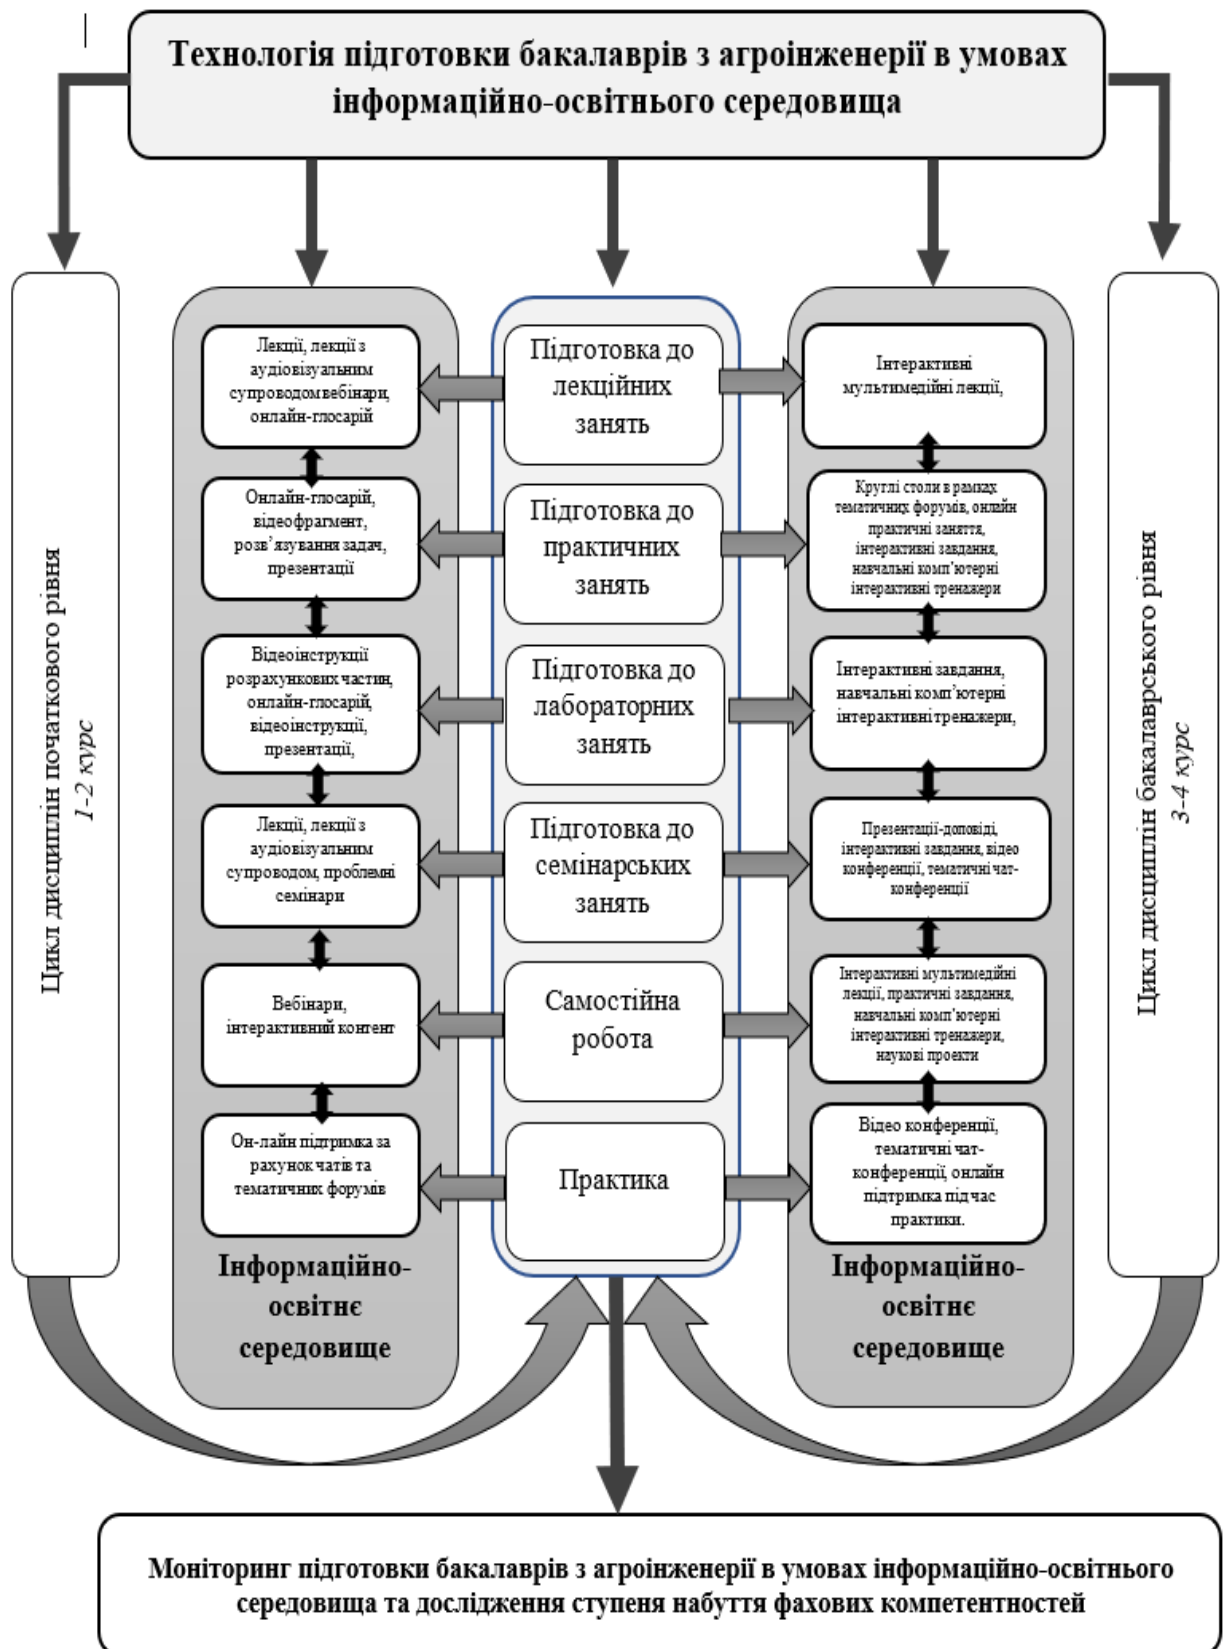 Технологія підготовки бакалаврів з агроінженерії в умовах
інформаційно-освітнього середовища
Цикл дисциплін початкового рівня
1-2 курс
Лекції, лекції з
аудіовізуальним
супроводом вебінари,
онлайн-глосарій
Онлайн-глосарій,
відеофрагмент,
розв’язування задач,
презентації
Відеоінструкції
розрахункових частин,
онлайн-глосарій,
відеоінструкції,
презентації,
Лекції, лекції з
аудіовізуальним
супроводом, проблемні
семінари
Вебінари,
інтерактивний контент
Он-лайн підтримка за
рахунок чатів та
тематичних форумів
Інформаційно-
освітнє
середовище
Підготовка до
лекційних
занять
Підготовка до
практичних
занять
Підготовка до
лабораторних
занять
Підготовка до
семінарських
занять
Самостійна
робота
Практика
Інтерактивні
мультимедійні лекції,
Круглі столи в рамках
тематичних форумів, онлайн
практичні заняття,
інтерактивні завдання,
навчальні комп’ютерні
інтерактивні тренажери
Інтерактивні завдання,
навчальні комп’ютерні
інтерактивні тренажери,
Презентації-доповіді,
інтерактивні завдання, відео
конференції, тематичні чат-
конференції
Інтерактивні мультимедійні
лекції, практичні завдання,
навчальні комп’ютерні
інтерактивні тренажери,
наукові проекти
Відео конференції,
тематичні чат-
конференції, онлайн
підтримка під час
практики.
Інформаційно-
освітнє
середовище
Цикл дисциплін бакалаврського рівня
3-4 курс
Моніторинг підготовки бакалаврів з агроінженерії в умовах інформаційно-освітнього
середовища та дослідження ступеня набуття фахових компетентностей